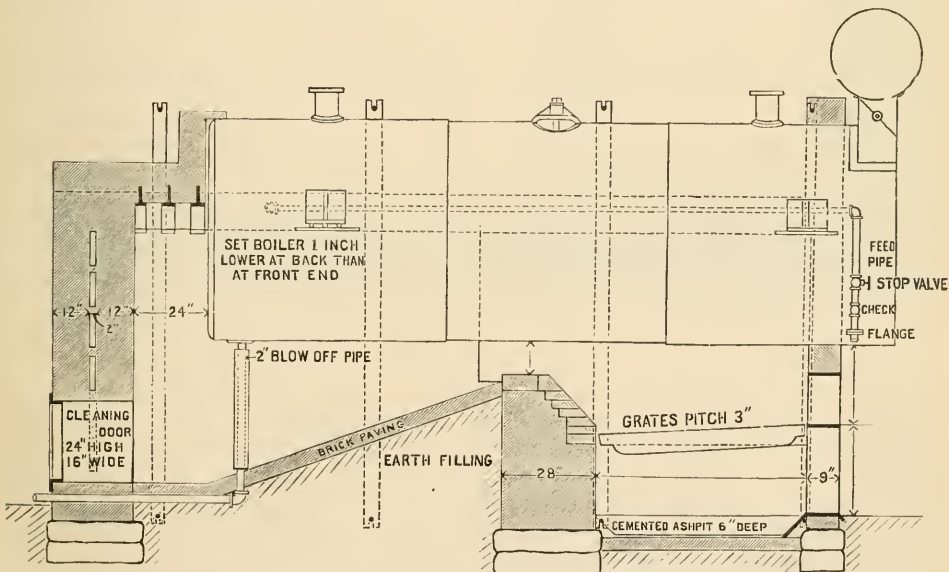 SET BOILER 1 INCH
LOWER AT BACK THAN
AT FRONT END
FEED
PIPE
STOP VALVE
CHECK
FLANGE
12"
12"
2"
24"
2" BLOW OFF PIPE
CLEANING
DOOR
24" HIGH
16" WIDE
BRICK PAVING
EARTH FILLING
GRATES PITCH 3"
28"
9"
CEMENTED ASHPIT 6" DEEP